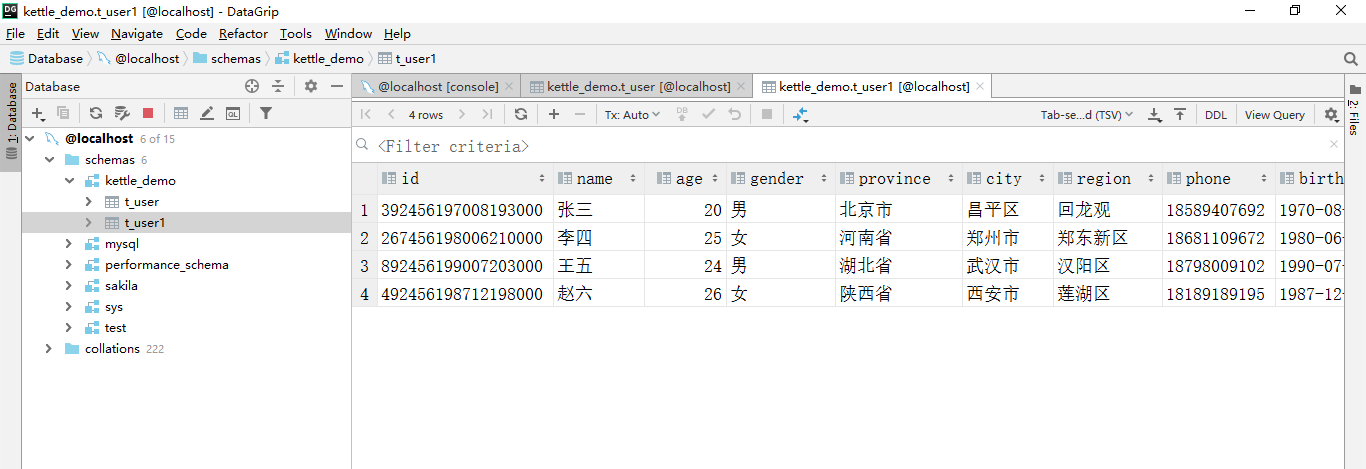 kettle_demo.t_user1 [@localhost] - DataGrip
File Edit View Navigate Code Refactor Tools Window Help
Database @localhost schemas kettle_demo t_user1
1: Database
Database
@localhost 6 of 15
schemas 6
kettle_demo
t_user
t_user1
mysql
performance_schema
sakila
sys
test
collations 222
@localhost [console] kettle_demo.t_user [@localhost] kettle_demo.t_user1 [@localhost]
4 rows Tx: Auto DB Tab-se...d (TSV) DDL View Query
<Filter criteria>
id name age gender province city region phone birth
1 392456197008193000 张三 20 男 北京市 昌平区 回龙观 18589407692 1970-08-
2 267456198006210000 李四 25 女 河南省 郑州市 郑东新区 18681109672 1980-06-
3 892456199007203000 王五 24 男 湖北省 武汉市 汉阳区 18798009102 1990-07-
4 492456198712198000 赵六 26 女 陕西省 西安市 莲湖区 18189189195 1987-12-
2: Files